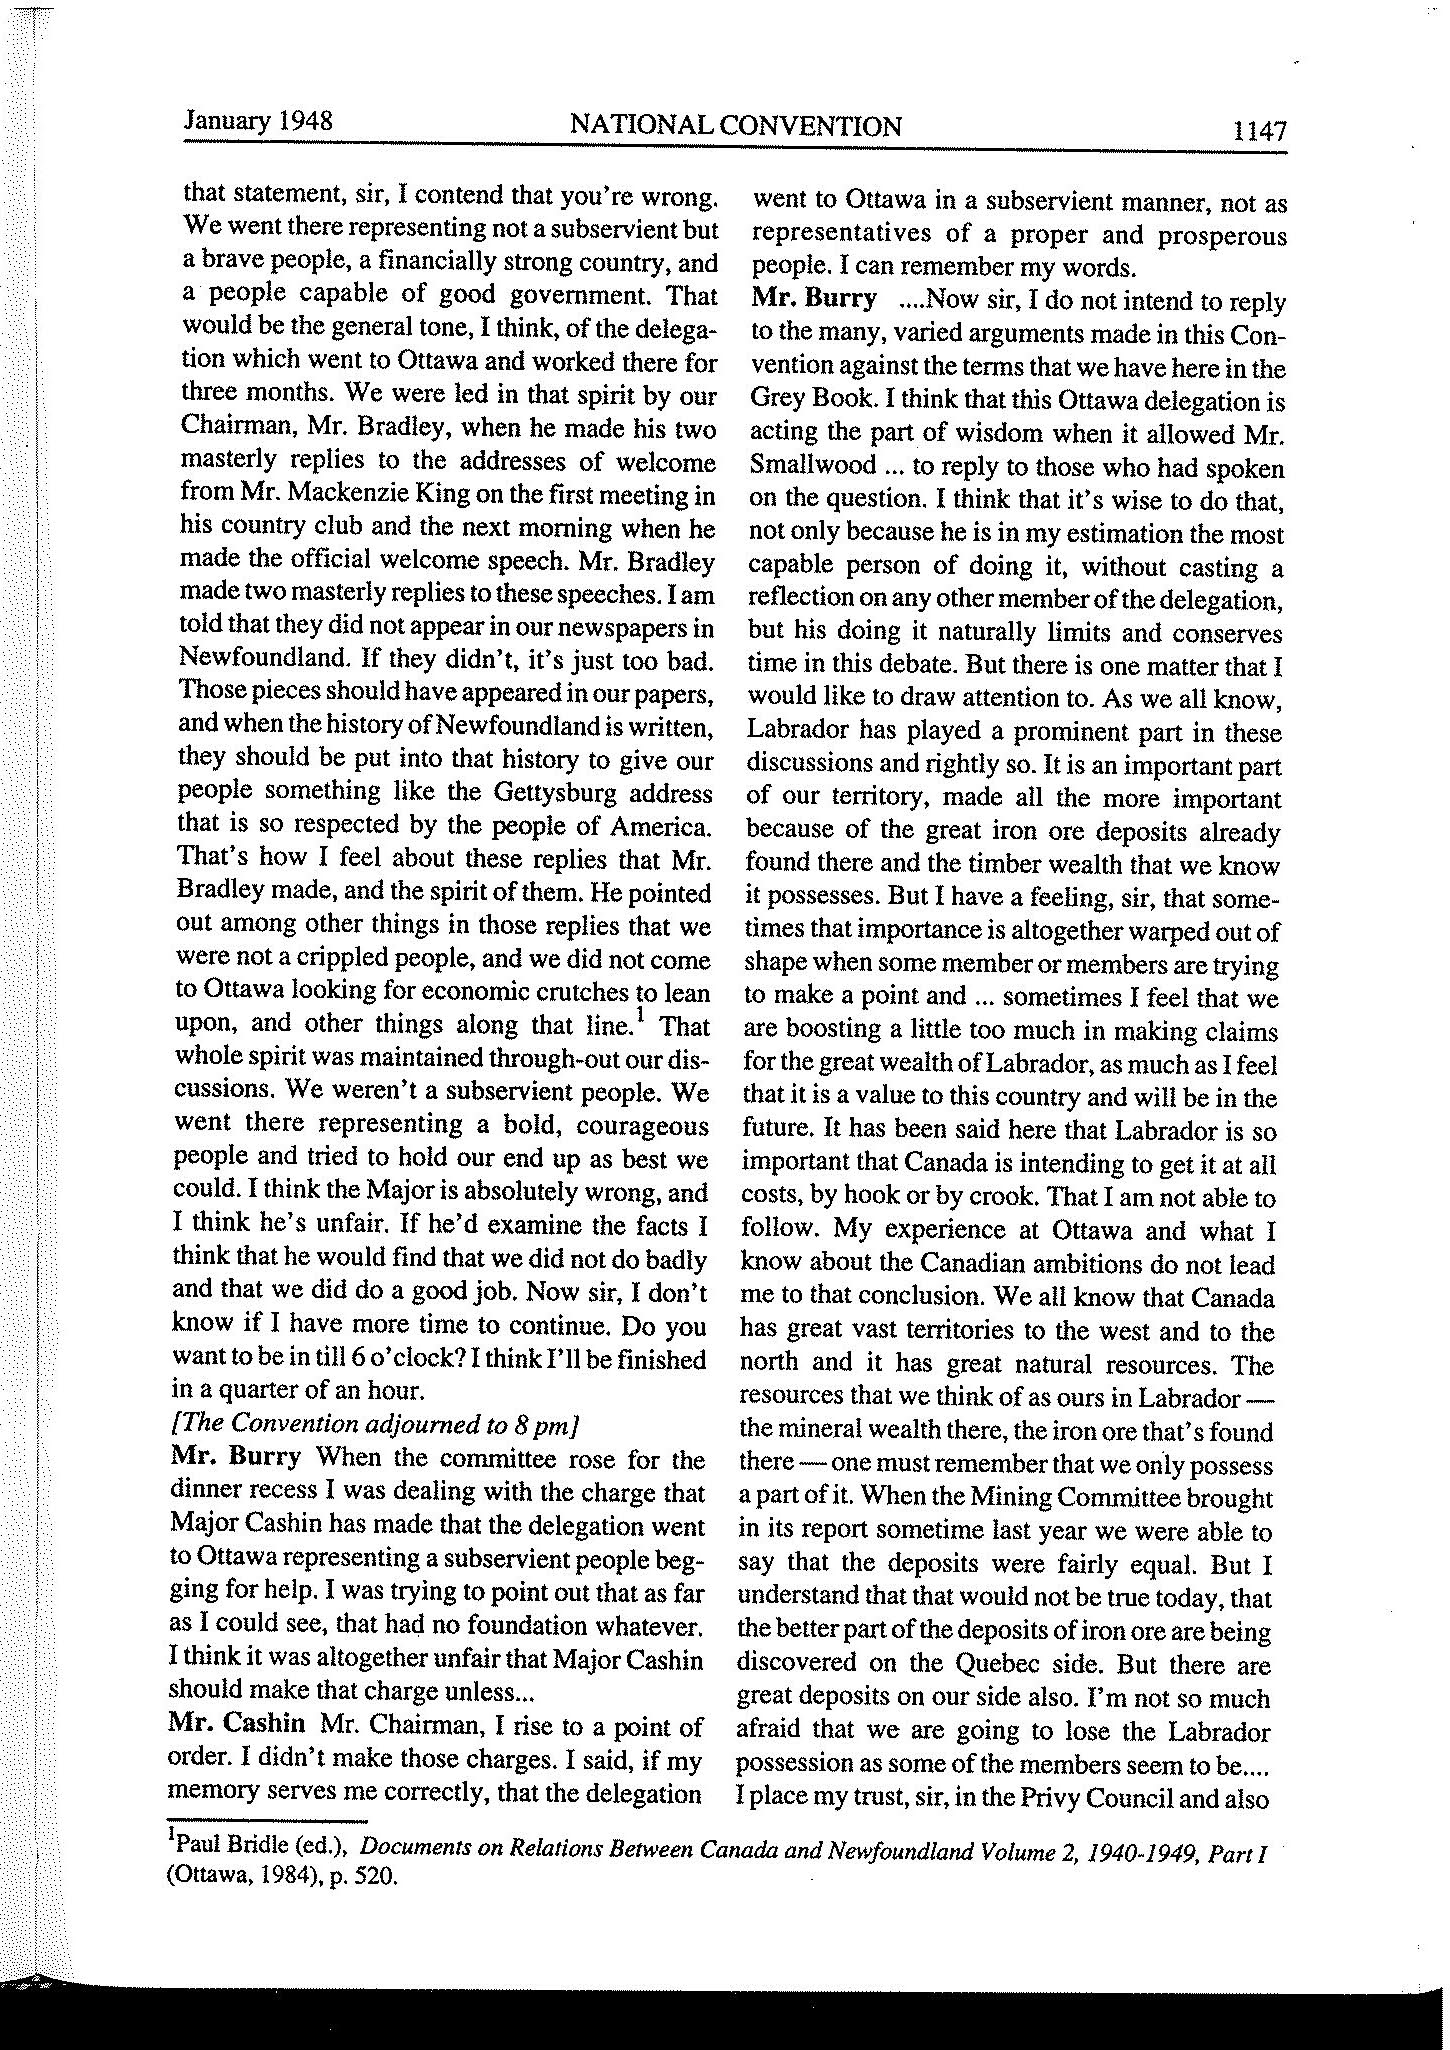 January 1948
NATIONAL CONVENTION
1147
that statement, sir, I contend that you're wrong.
We went there representing not a subservient but
a brave people, a financially strong country, and
a people capable of good government. That
would be the general tone, I think, of the delega-
tion which went to Ottawa and worked there for
three months. We were led in that spirit by our
Chairman, Mr. Bradley, when he made his two
masterly replies to the addresses of welcome
from Mr. Mackenzie King on the first meeting in
his country club and the next morning when he
made the official welcome speech. Mr. Bradley
made two masterly replies to these speeches. I am
told that they did not appear in our newspapers in
Newfoundland. If they didn't, it's just too bad.
Those pieces should have appeared in our papers,
and when the history of Newfoundland is written,
they should be put into that history to give our
people something like the Gettysburg address
that is so respected by the people of America.
That's how I feel about these replies that Mr.
Bradley made, and the spirit of them. He pointed
out among other things in those replies that we
were not a crippled people, and we did not come
to Ottawa looking for economic crutches to lean
upon, and other things along that line.1 That
whole spirit was maintained through-out our dis-
cussions. We weren't a subservient people. We
went there representing a bold, courageous
people and tried to hold our end up as best we
could. I think the Major is absolutely wrong, and
I think he's unfair. If he'd examine the facts I
think that he would find that we did not do badly
and that we did do a good job. Now sir, I don't
know if I have more time to continue. Do you
want to be in till 6 o'clock? I think I'll be finished
in a quarter of an hour.
[The Convention adjourned to 8 pm]
Mr. Burry When the committee rose for the
dinner recess I was dealing with the charge that
Major Cashin has made that the delegation went
to Ottawa representing a subservient people beg-
ging for help. I was trying to point out that as far
as I could see, that had no foundation whatever.
I think it was altogether unfair that Major Cashin
should make that charge unless...
Mr. Cashin Mr. Chairman, I rise to a point of
order. I didn't make those charges. I said, if my
memory serves me correctly, that the delegation
went to Ottawa in a subservient manner, not as
representatives of a proper and prosperous
people. I can remember my words.
Mr. Burry ....Now sir, I do not intend to reply
to the many, varied arguments made in this Con-
vention against the terms that we have here in the
Grey Book. I think that this Ottawa delegation is
acting the part of wisdom when it allowed Mr.
Smallwood ... to reply to those who had spoken
on the question. I think that it's wise to do that,
not only because he is in my estimation the most
capable person of doing it, without casting a
reflection on any other member of the delegation,
but his doing it naturally limits and conserves
time in this debate. But there is one matter that I
would like to draw attention to. As we all know,
Labrador has played a prominent part in these
discussions and rightly so. It is an important part
of our territory, made all the more important
because of the great iron ore deposits already
found there and the timber wealth that we know
it possesses. But I have a feeling, sir, that some-
times that importance is altogether warped out of
shape when some member or members are trying
to make a point and ... sometimes I feel that we
are boosting a little too much in making claims
for the great wealth of Labrador, as much as I feel
that it is a value to this country and will be in the
future. It has been said here that Labrador is so
important that Canada is intending to get it at all
costs, by hook or by crook. That I am not able to
follow. My experience at Ottawa and what I
know about the Canadian ambitions do not lead
me to that conclusion. We all know that Canada
has great vast territories to the west and to the
north and it has great natural resources. The
resources that we think of as ours in Labrador —
the mineral wealth there, the iron ore that's found
there — one must remember that we only possess
a part of it. When the Mining Committee brought
in its report sometime last year we were able to
say that the deposits were fairly equal. But I
understand that that would not be true today, that
the better part of the deposits of iron ore are being
discovered on the Quebec side. But there are
great deposits on our side also. I'm not so much
afraid that we are going to lose the Labrador
possession as some of the members seem to be....
I place my trust, sir, in the Privy Council and also
1Paul Bridle (ed.), Documents on Relations Between Canada and Newfoundland Volume 2, 1940-1949, Part I
(Ottawa, 1984), p. 520.